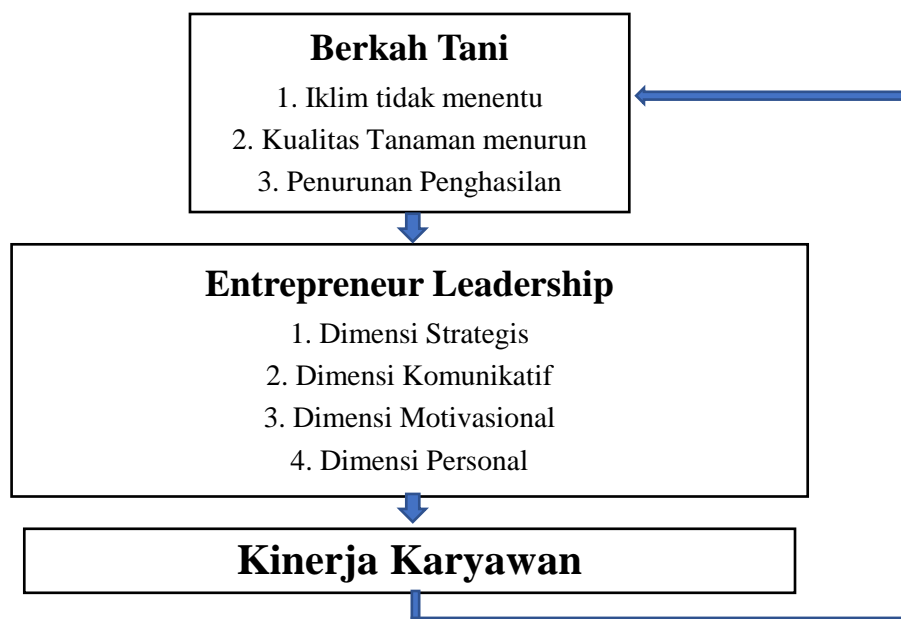 Berkah Tani
1. Iklim tidak menentu
2. Kualitas Tanaman menurun
3. Penurunan Penghasilan
Entrepreneur Leadership
1. Dimensi Strategis
2. Dimensi Komunikatif
3. Dimensi Motivasional
4. Dimensi Personal
Kinerja Karyawan